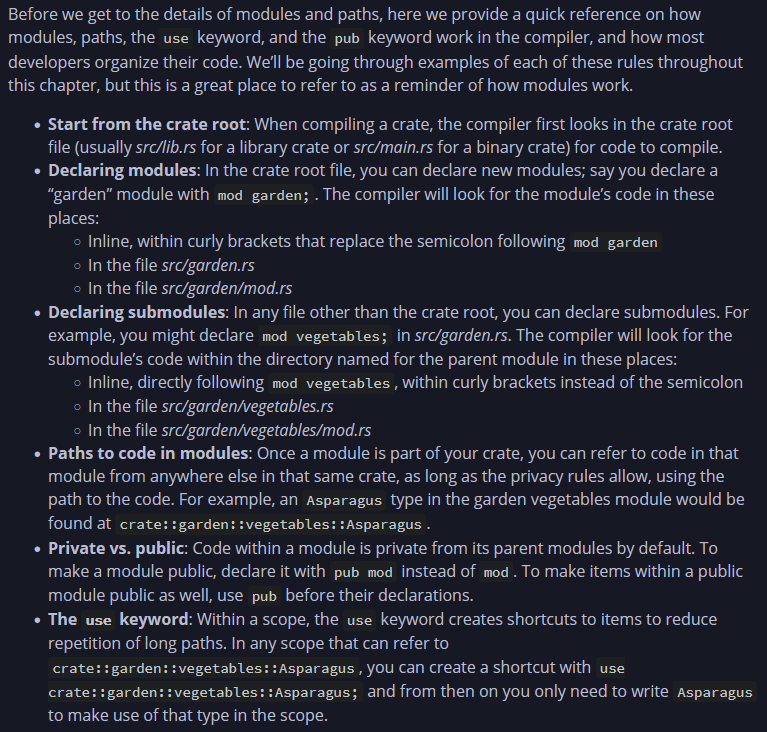 Before we get to the details of modules and paths, here we provide a quick reference on how
modules, paths, the use keyword, and the pub keyword work in the compiler, and how most
developers organize their code. We’ll be going through examples of each of these rules throughout
this chapter, but this is a great place to refer to as a reminder of how modules work.
• Start from the crate root: When compiling a crate, the compiler first looks in the crate root
file (usually src/lib.rs for a library crate or src/main.rs for a binary crate) for code to compile.
• Declaring modules: In the crate root file, you can declare new modules; say you declare a
“garden” module with mod garden; . The compiler will look for the module’s code in these
places:
◦ Inline, within curly brackets that replace the semicolon following mod garden
◦ In the file src/garden.rs
◦ In the file src/garden/mod.rs
• Declaring submodules: In any file other than the crate root, you can declare submodules. For
example, you might declare mod vegetables; in src/garden.rs. The compiler will look for the
submodule’s code within the directory named for the parent module in these places:
◦ Inline, directly following mod vegetables , within curly brackets instead of the semicolon
◦ In the file src/garden/vegetables.rs
◦ In the file src/garden/vegetables/mod.rs
• Paths to code in modules: Once a module is part of your crate, you can refer to code in that
module from anywhere else in that same crate, as long as the privacy rules allow, using the
path to the code. For example, an Asparagus type in the garden vegetables module would be
found at crate::garden::vegetables::Asparagus .
• Private vs. public: Code within a module is private from its parent modules by default. To
make a module public, declare it with pub mod instead of mod . To make items within a public
module public as well, use pub before their declarations.
• The use keyword: Within a scope, the use keyword creates shortcuts to items to reduce
repetition of long paths. In any scope that can refer to
crate::garden::vegetables::Asparagus , you can create a shortcut with use
crate::garden::vegetables::Asparagus; and from then on you only need to write Asparagus
to make use of that type in the scope.